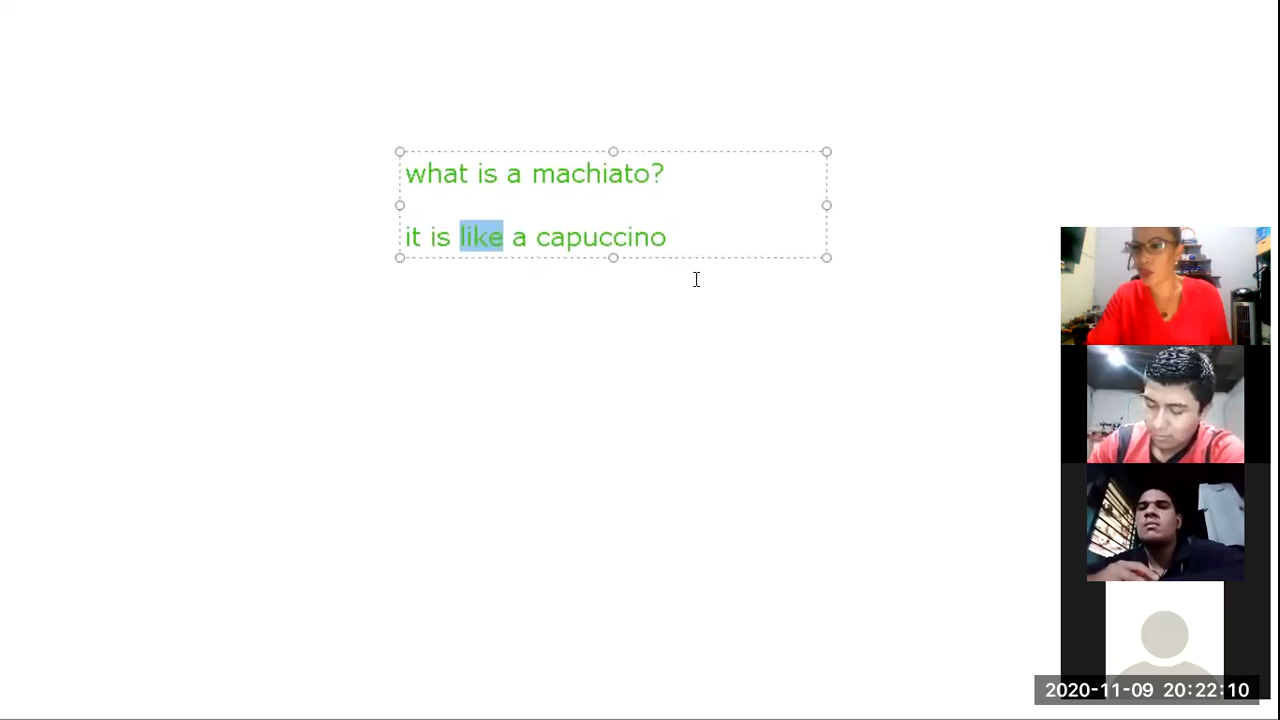 what is a machiato?
it is like a capuccino
2020-11-09 20:22:10